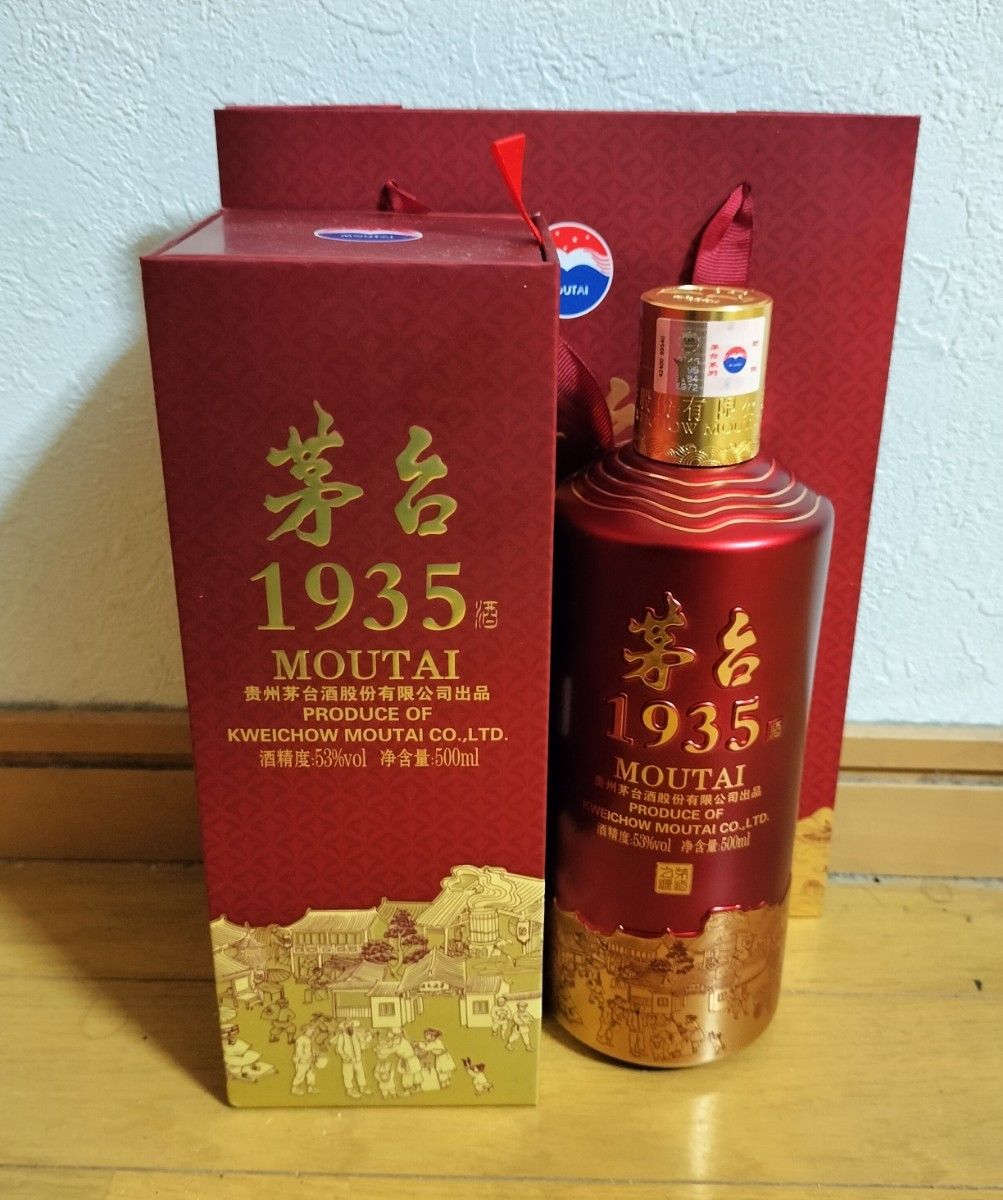 MOUTAI
茅台
1935酒
MOUTAI
贵州茅台酒股份有限公司出品
PRODUCE OF
KWEICHOW MOUTAI CO.,LTD.
酒精度:53%vol 净含量:500ml
茅台
1935酒
MOUTAI
贵州茅台酒股份有限公司出品
PRODUCE OF
KWEICHOW MOUTAI CO.,LTD.
酒精度:53%vol 净含量:500ml